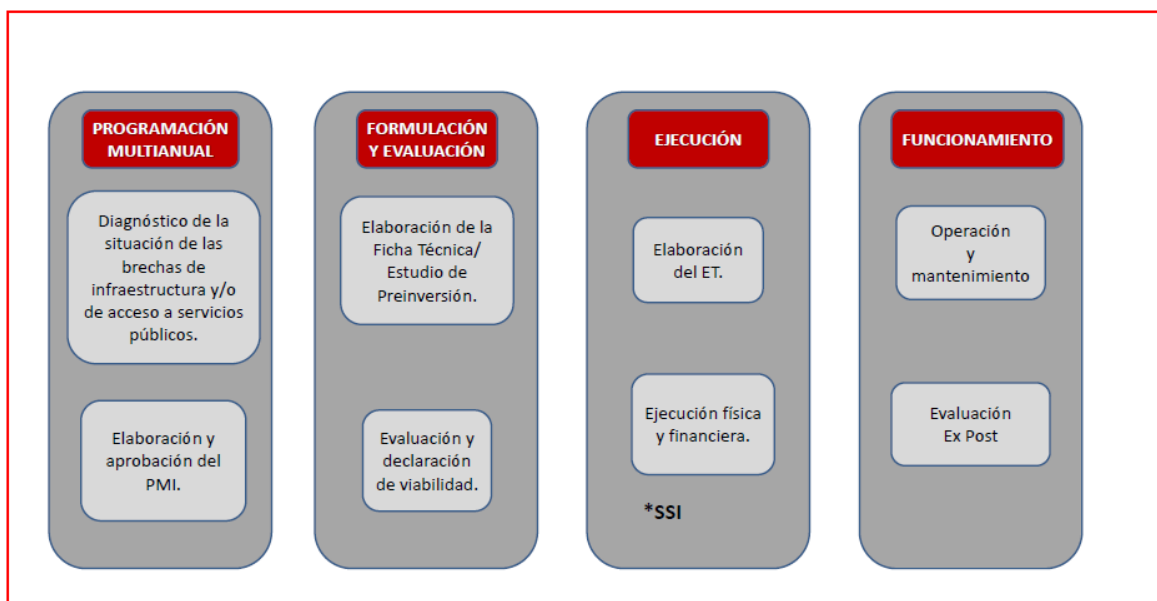 PROGRAMACIÓN
MULTIANUAL
Diagnóstico de la
situación de las
brechas de
infraestructura y/o
de acceso a servicios
públicos.
Elaboración y
aprobación del
PMI.
FORMULACIÓN
Y EVALUACIÓN
Elaboración de la
Ficha Técnica/
Estudio de
Preinversión.
Evaluación y
declaración
de viabilidad.
EJECUCIÓN
Elaboración
del ET.
Ejecución física
y financiera.
*SSI
FUNCIONAMIENTO
Operación
y
mantenimiento
Evaluación
Ex Post